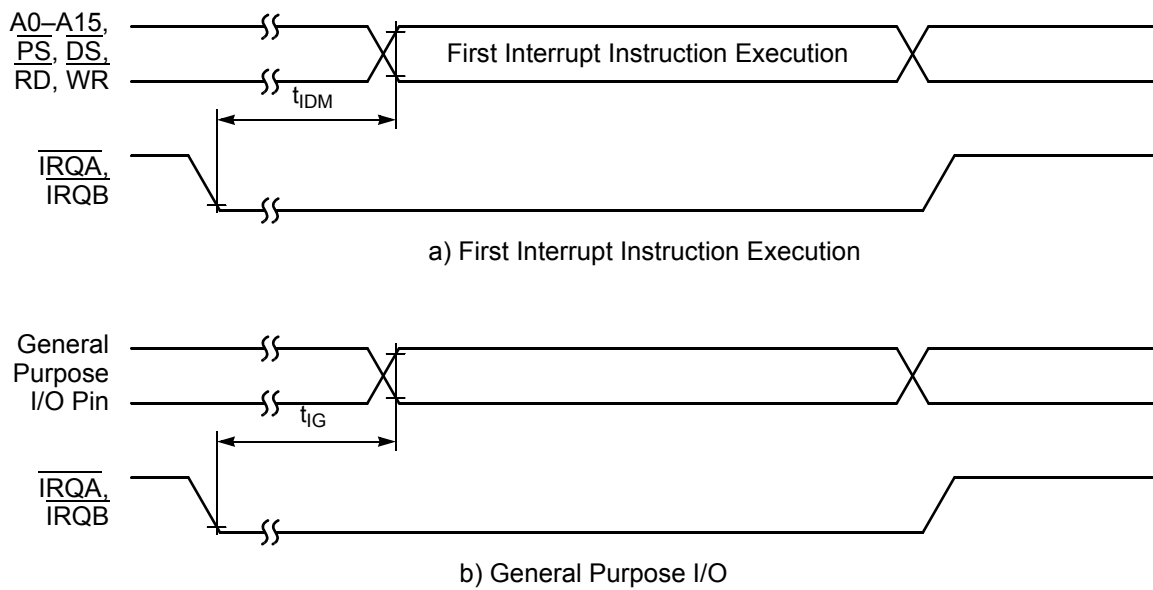 A0–A15,
PS, DS,
RD, WR
First Interrupt Instruction Execution
tIDM
IRQA,
IRQB
a) First Interrupt Instruction Execution
General
Purpose
I/O Pin
tIG
IRQA,
IRQB
b) General Purpose I/O